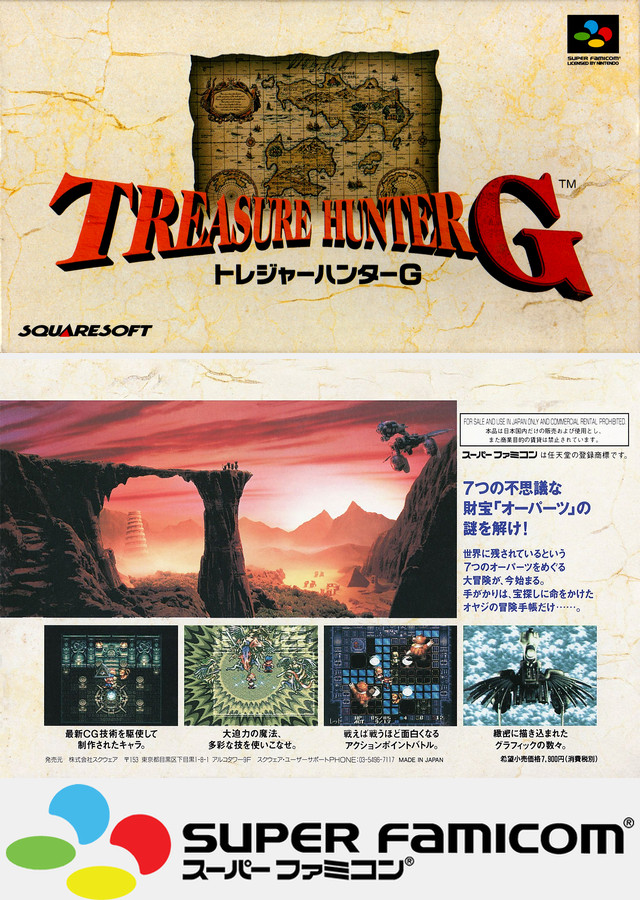 SUPER FAMICOM
LICENSED BY NINTENDO
TREASURE HUNTER G™
トレジャーハンターG
SQUARESOFT
FOR SALE AND USE IN JAPAN ONLY AND COMMERCIAL RENTAL PROHIBITED.
本品は日本国内だけの販売および使用とし、
また商業目的の賃貸は禁止されています。
スーパーファミコン は任天堂の登録商標です。
7つの不思議な
財宝「オーパーツ」の
謎を解け!
世界に残されているという
7つのオーパーツをめぐる
大冒険が、今始まる。
手がかりは、宝探しに命をかけた
オヤジの冒険手帳だけ……。
最新CG技術を駆使して
制作されたキャラ。
大迫力の魔法、
多彩な技を使いこなせ。
戦えば戦うほど面白くなる
アクションポイントバトル。
緻密に描き込まれた
グラフィックの数々。
発売元 株式会社スクウェア 〒153 東京都目黒区下目黒1-8-1 アルコタワー9F スクウェア・ユーザーサポートPHONE:03-5496-7117 MADE IN JAPAN
希望小売価格7,900円(消費税別)
SUPER FAMICOM®
スーパーファミコン®